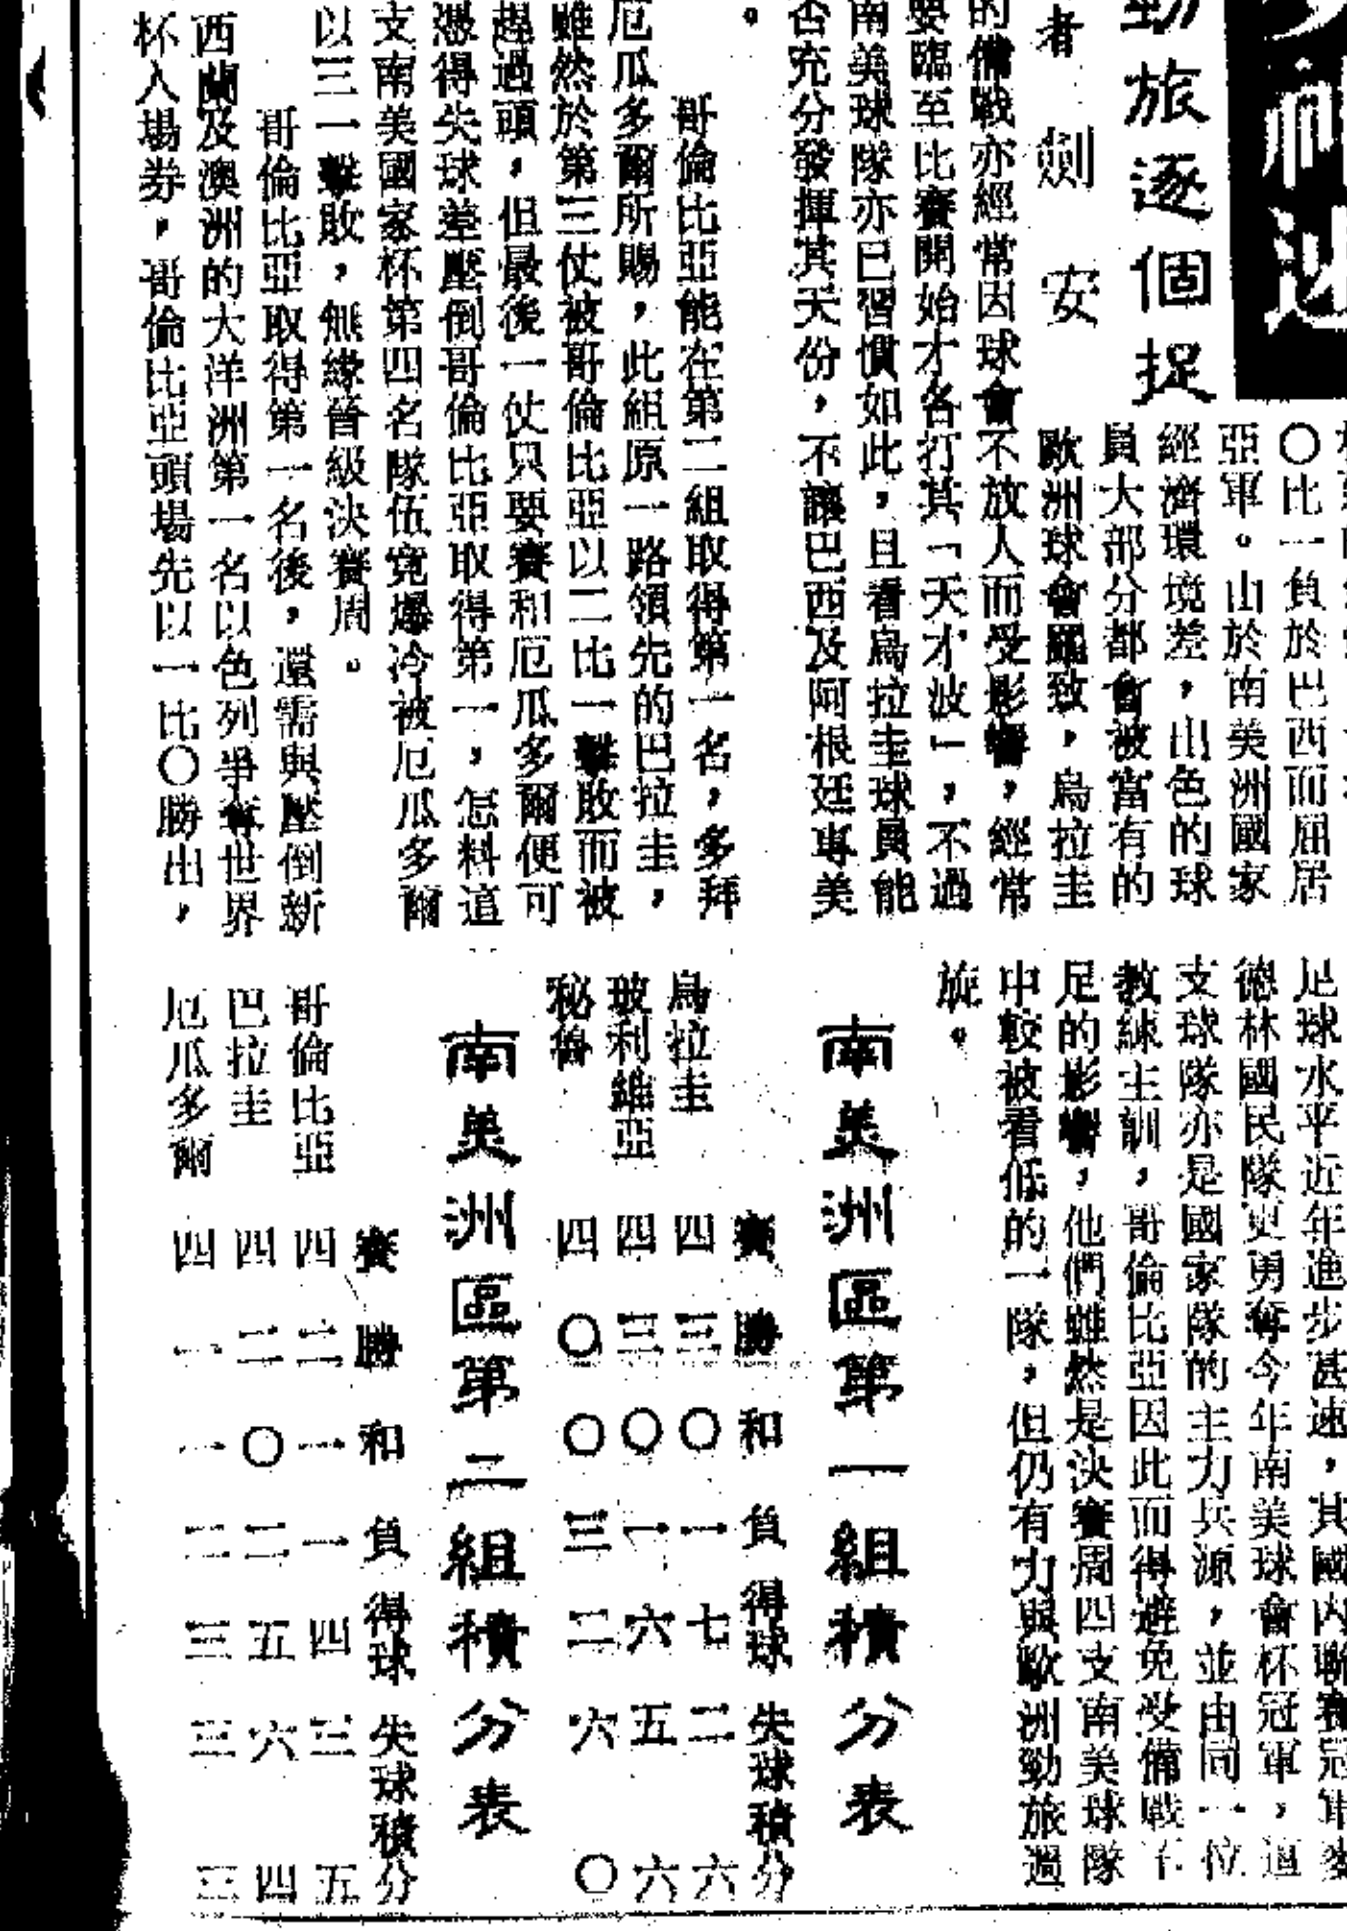 勁旅逐個捉
者 劍 安
○比一負於巴西而屈居
亞軍。由於南美洲國家
經濟環境差，出色的球
員大部分都會被富有的
歐洲球會羅致，烏拉圭
的備戰亦經常因球會不放人而受影響，經常
要臨至比賽開始才各打其「天才波」，不過
南美球隊亦已習慣如此，且看烏拉圭球員能
否充分發揮其天份，不讓巴西及阿根廷專美
。
哥倫比亞能在第二組取得第一名，多拜
厄瓜多爾所賜，此組原一路領先的巴拉圭，
雖然於第三仗被哥倫比亞以二比一擊敗而被
趕過頭，但最後一仗只要賽和厄瓜多爾便可
憑得失球差壓倒哥倫比亞取得第一，怎料這
支南美國家杯第四名隊伍竟爆冷被厄瓜多爾
以三一擊敗，無緣晉級決賽周。
哥倫比亞取得第一名後，還需與壓倒新
西蘭及澳洲的大洋洲第一名以色列爭奪世界
杯入場券，哥倫比亞頭場先以一比○勝出，
足球水平近年進步甚速，其國內聯賽冠軍麥
德林國民隊更勇奪今年南美球會杯冠軍，這
支球隊亦是國家隊的主力兵源，並由同一位
教練主訓，哥倫比亞因此而得避免受備戰不
足的影響，他們雖然是決賽周四支南美球隊
中較被看低的一隊，但仍有力與歐洲勁旅週
旋。
南美洲區第一組積分表
賽 勝 和 負 得球 失球 積分
烏拉圭 四 三 ○ 一 七 二 六
玻利維亞 四 三 ○ 一 六 五 六
秘魯 四 ○ ○ 三 二 六 ○
南美洲區第二組積分表
賽 勝 和 負 得球 失球 積分
哥倫比亞 四 二 一 一 四 三 五
巴拉圭 四 二 ○ 二 五 六 四
厄瓜多爾 四 一 一 二 三 三 三